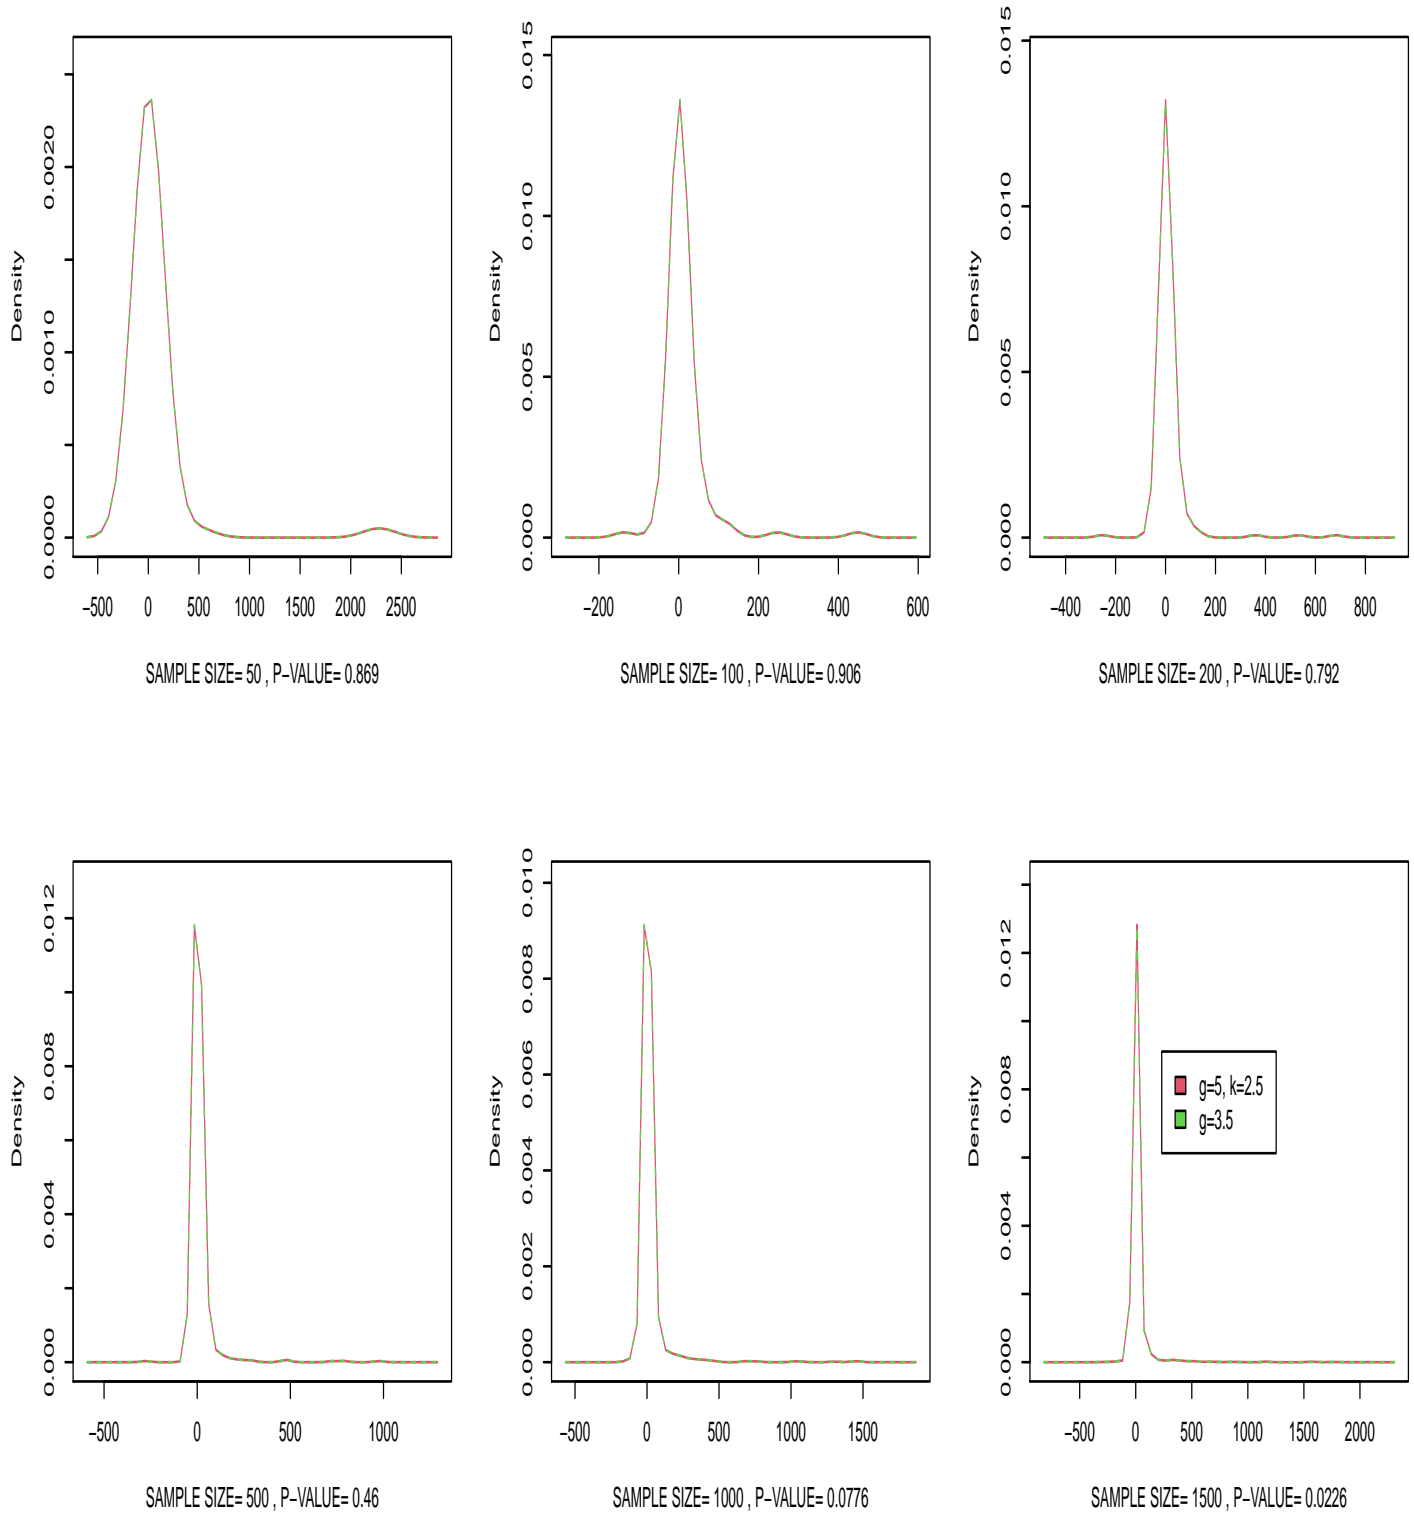 Density
0.0000
0.0010
0.0020
−500 0 500 1000 1500 2000 2500
SAMPLE SIZE= 50 , P−VALUE= 0.869
Density
0.000
0.005
0.010
0.015
−200 0 200 400 600
SAMPLE SIZE= 100 , P−VALUE= 0.906
Density
0.000
0.005
0.010
0.015
−400 −200 0 200 400 600 800
SAMPLE SIZE= 200 , P−VALUE= 0.792
Density
0.000
0.004
0.008
0.012
−500 0 500 1000
SAMPLE SIZE= 500 , P−VALUE= 0.46
Density
0.000
0.002
0.004
0.006
0.008
0.010
−500 0 500 1000 1500
SAMPLE SIZE= 1000 , P−VALUE= 0.0776
Density
0.000
0.004
0.008
0.012
g=5, k=2.5
g=3.5
−500 0 500 1000 1500 2000
SAMPLE SIZE= 1500 , P−VALUE= 0.0226